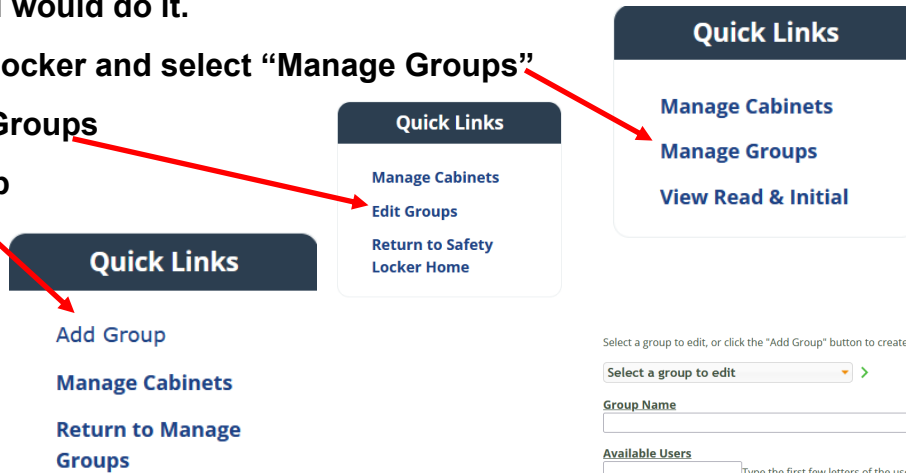 would do it.
ocker and select “Manage Groups”
Groups
Quick Links
Manage Cabinets
Manage Groups
View Read & Initial
Quick Links
Manage Cabinets
Edit Groups
Return to Safety
Locker Home
Quick Links
Add Group
Manage Cabinets
Return to Manage
Groups
Select a group to edit, or click the "Add Group" button to create
Select a group to edit
Group Name
Available Users
Type the first few letters of the use